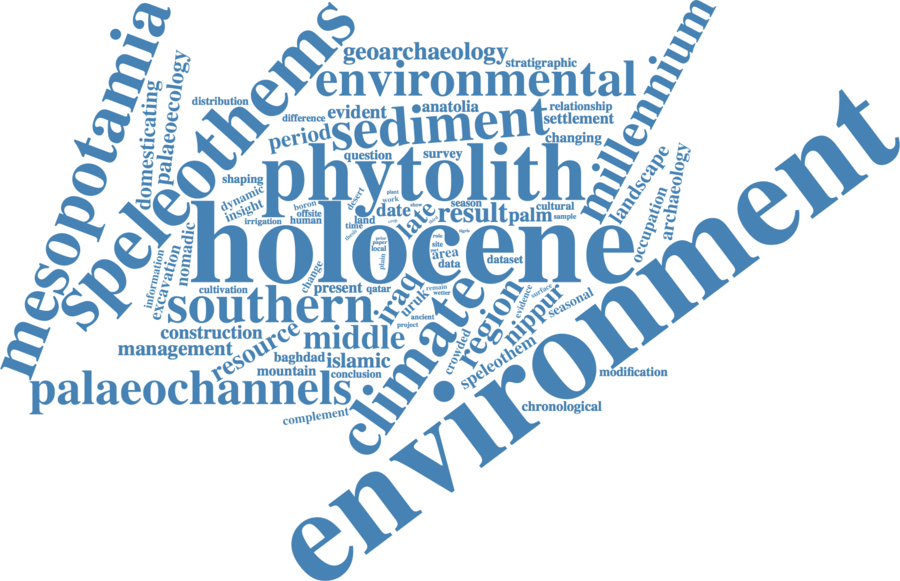 mesopotamia
speleothems
millennium
geoarchaeology
stratigraphic
environmental
domesticating
palaeoecology
distribution
difference
evident
anatolia
relationship
settlement
period
sediment
changing
question
survey
shaping
phytolith
landscape
archaeology
occupation
dynamic
insight
boron
offsite
human
irrigation
desert
land
time
plant
work
show
date
late
season
result
palm
cultural
sample
holocene
paper
local
plain
role
site
area
data
dataset
information
excavation
nomadic
cultivation
change
present
qatar
iraq
uruk
remain
wetter
ancient
project
southern
climate
region
evidence
surface
nippur
seasonal
construction
management
resource
middle
baghdad
islamic
mountain
conclusion
crowded
speleothem
modification
palaeochannels
complement
chronological
environment